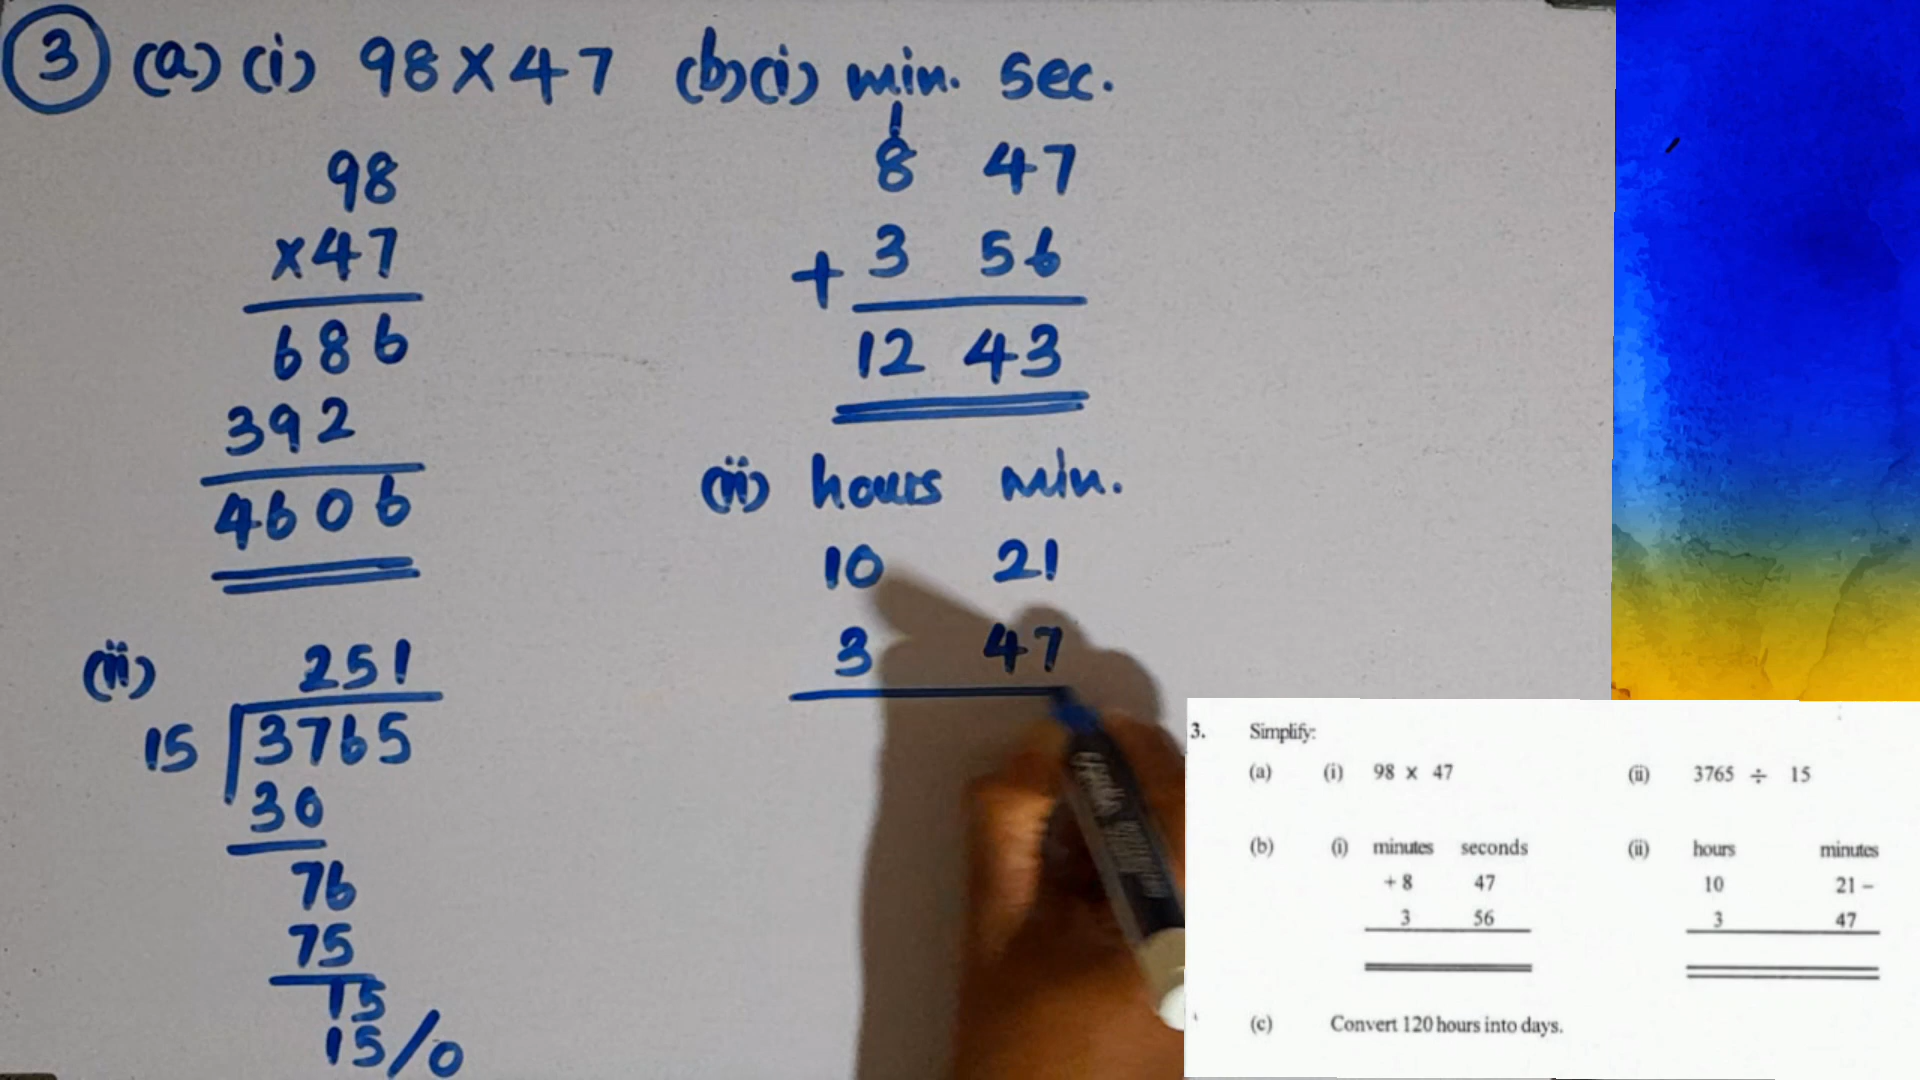 3 (a) (i) 98 × 47
98
×47
686
392
4606
(ii) 251
15 3765
30
76
75
15
15/0
(b) (i) min. sec.
1
8 47
+ 3 56
12 43
(ii) hours min.
10 21
3 47
3. Simplify:
(a) (i) 98 × 47 (ii) 3765 ÷ 15
(b) (i) minutes seconds (ii) hours minutes
+ 8 47 10 21 –
3 56 3 47
(c) Convert 120 hours into days.